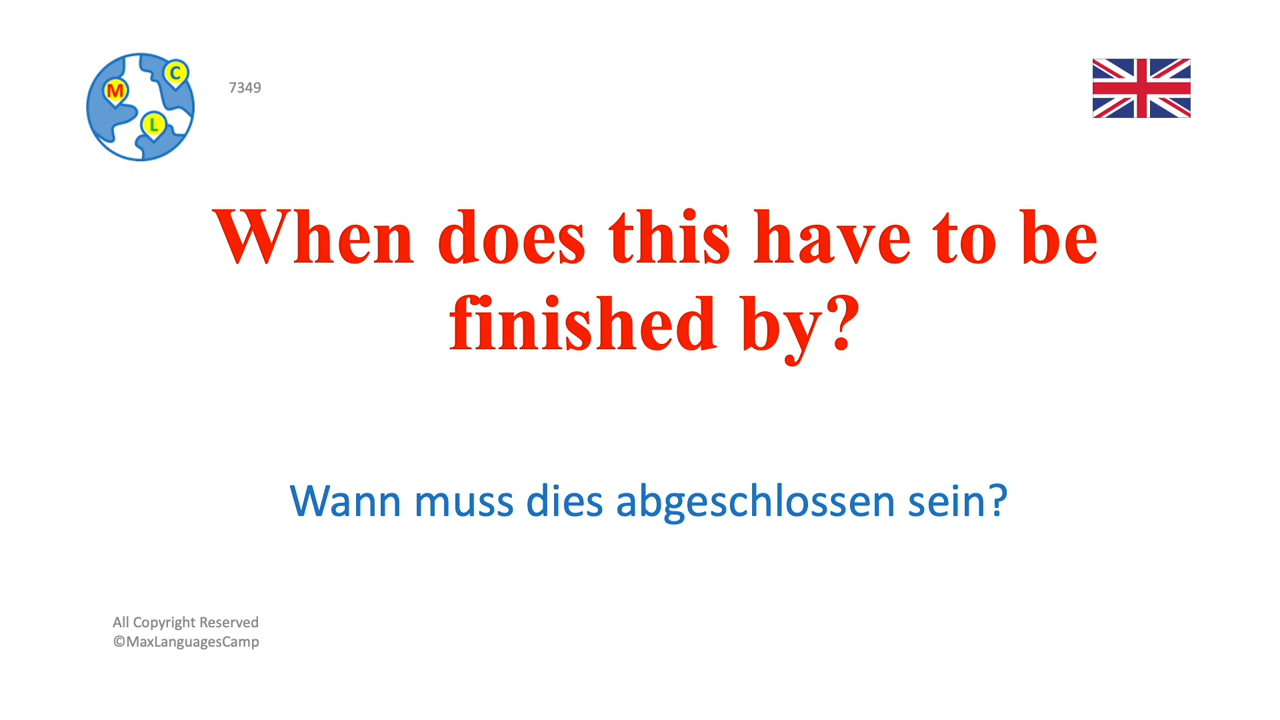 M
C
L
7349
When does this have to be
finished by?
Wann muss dies abgeschlossen sein?
All Copyright Reserved
©MaxLanguagesCamp